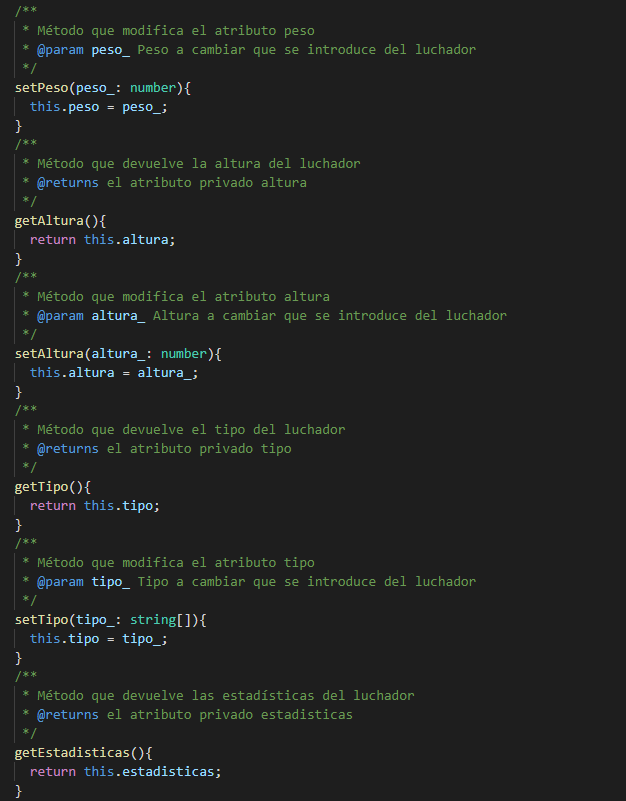 /**
 * Método que modifica el atributo peso
 * @param peso_ Peso a cambiar que se introduce del luchador
 */
setPeso(peso_: number){
  this.peso = peso_;
}
/**
 * Método que devuelve la altura del luchador
 * @returns el atributo privado altura
 */
getAltura(){
  return this.altura;
}
/**
 * Método que modifica el atributo altura
 * @param altura_ Altura a cambiar que se introduce del luchador
 */
setAltura(altura_: number){
  this.altura = altura_;
}
/**
 * Método que devuelve el tipo del luchador
 * @returns el atributo privado tipo
 */
getTipo(){
  return this.tipo;
}
/**
 * Método que modifica el atributo tipo
 * @param tipo_ Tipo a cambiar que se introduce del luchador
 */
setTipo(tipo_: string[]){
  this.tipo = tipo_;
}
/**
 * Método que devuelve las estadísticas del luchador
 * @returns el atributo privado estadisticas
 */
getEstadisticas(){
  return this.estadisticas;
}